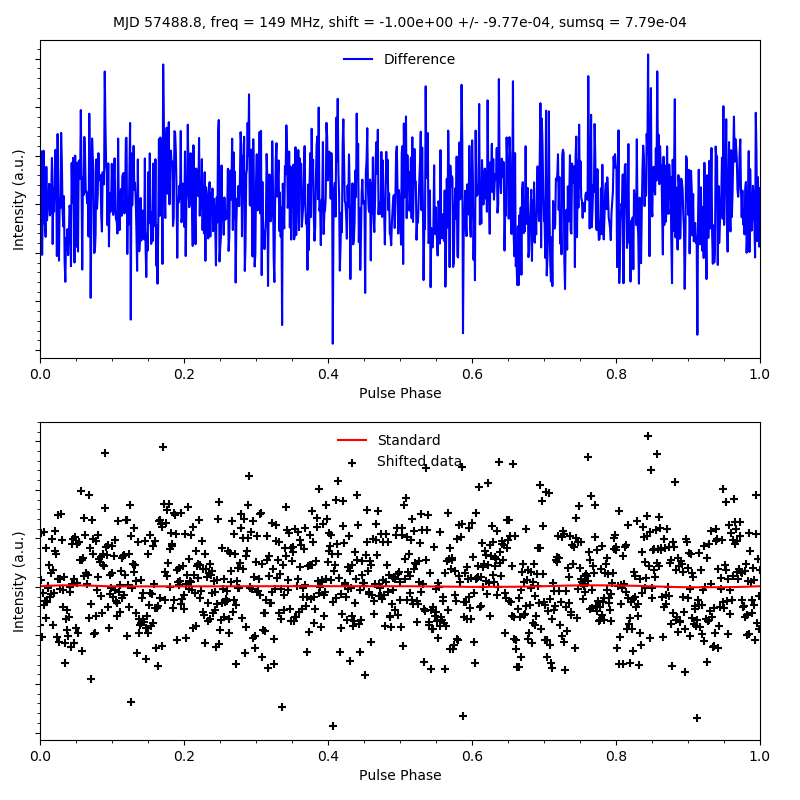 MJD 57488.8, freq = 149 MHz, shift = -1.00e+00 +/- -9.77e-04, sumsq = 7.79e-04
Difference
Intensity (a.u.)
0.0 0.2 0.4 0.6 0.8 1.0
Pulse Phase
Standard
Shifted data
Intensity (a.u.)
0.0 0.2 0.4 0.6 0.8 1.0
Pulse Phase